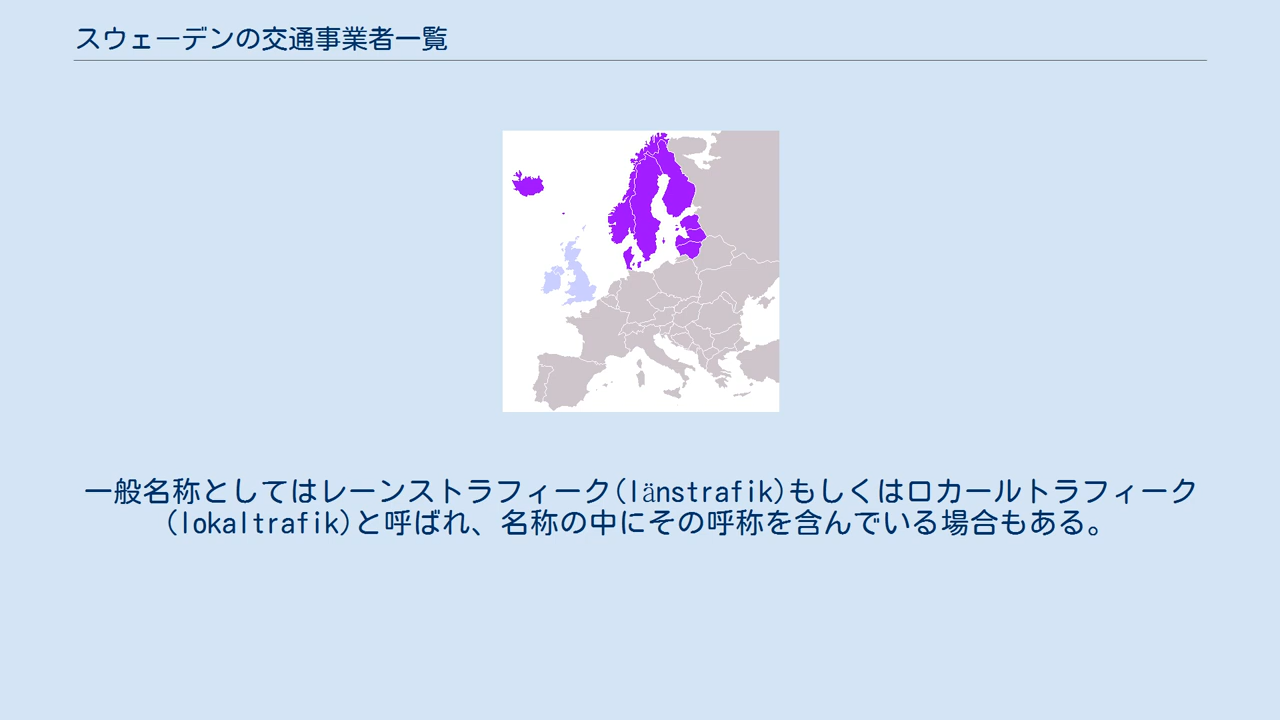 スウェーデンの交通事業者一覧
一般名称としてはレーンストラフィーク(länstrafik)もしくはロカールトラフィーク
(lokaltrafik)と呼ばれ、名称の中にその呼称を含んでいる場合もある。